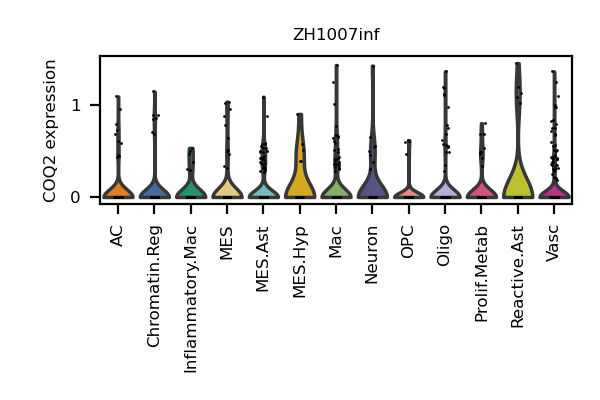 ZH1007inf
COQ2 expression
1
0
AC
Chromatin.Reg
Inflammatory.Mac
MES
MES.Ast
MES.Hyp
Mac
Neuron
OPC
Oligo
Prolif.Metab
Reactive.Ast
Vasc